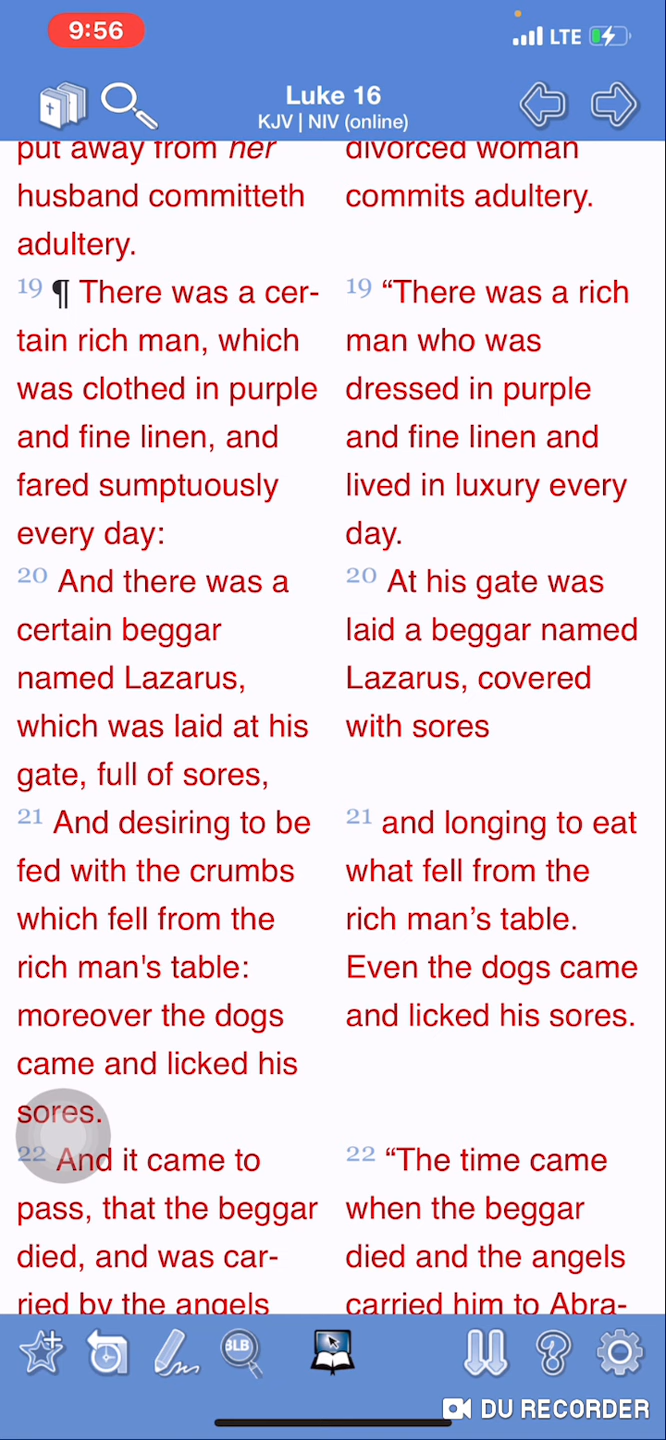 9:56
LTE
Luke 16
KJV | NIV (online)
put away from her
husband committeth
adultery.
19 ¶ There was a cer-
tain rich man, which
was clothed in purple
and fine linen, and
fared sumptuously
every day:
20 And there was a
certain beggar
named Lazarus,
which was laid at his
gate, full of sores,
21 And desiring to be
fed with the crumbs
which fell from the
rich man's table:
moreover the dogs
came and licked his
sores.
22 And it came to
pass, that the beggar
died, and was car-
ried by the angels
divorced woman
commits adultery.
19 “There was a rich
man who was
dressed in purple
and fine linen and
lived in luxury every
day.
20 At his gate was
laid a beggar named
Lazarus, covered
with sores
21 and longing to eat
what fell from the
rich man’s table.
Even the dogs came
and licked his sores.
22 “The time came
when the beggar
died and the angels
carried him to Abra-
BLB
DU RECORDER